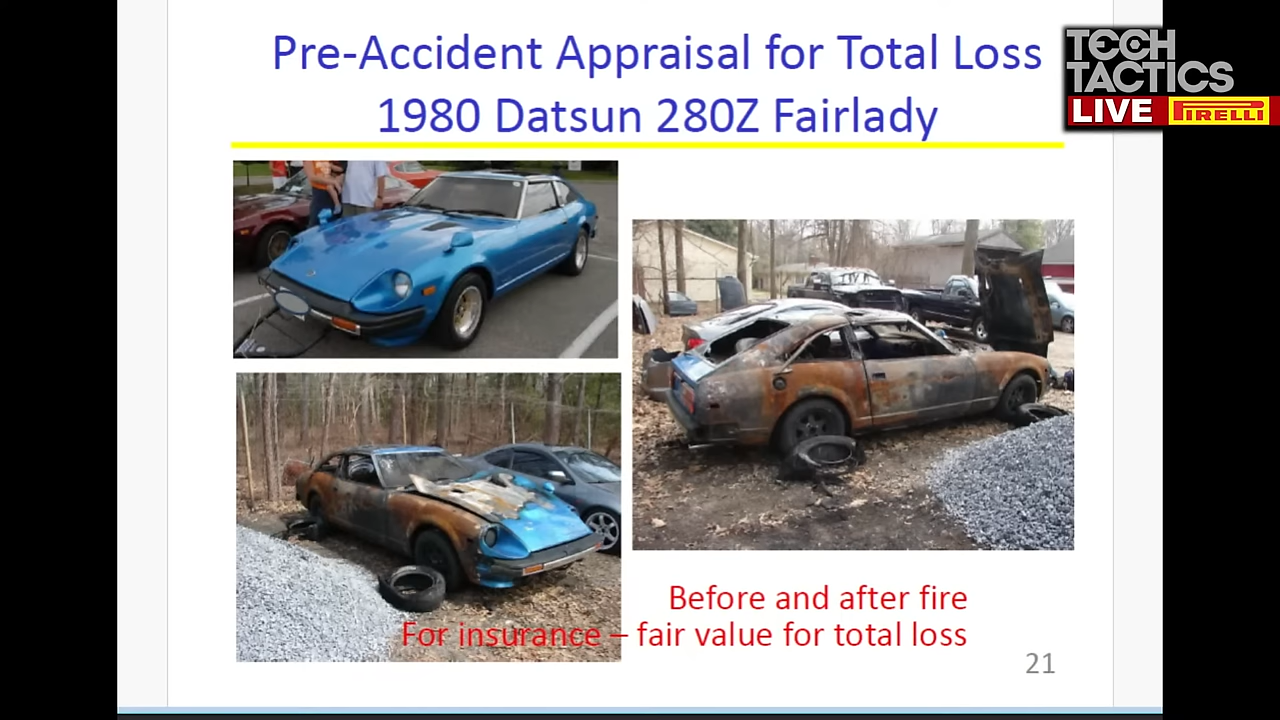 Pre-Accident Appraisal for Total Loss
1980 Datsun 280Z Fairlady
TECH
TACTICS
LIVE PIRELLI
Before and after fire
For insurance – fair value for total loss
21